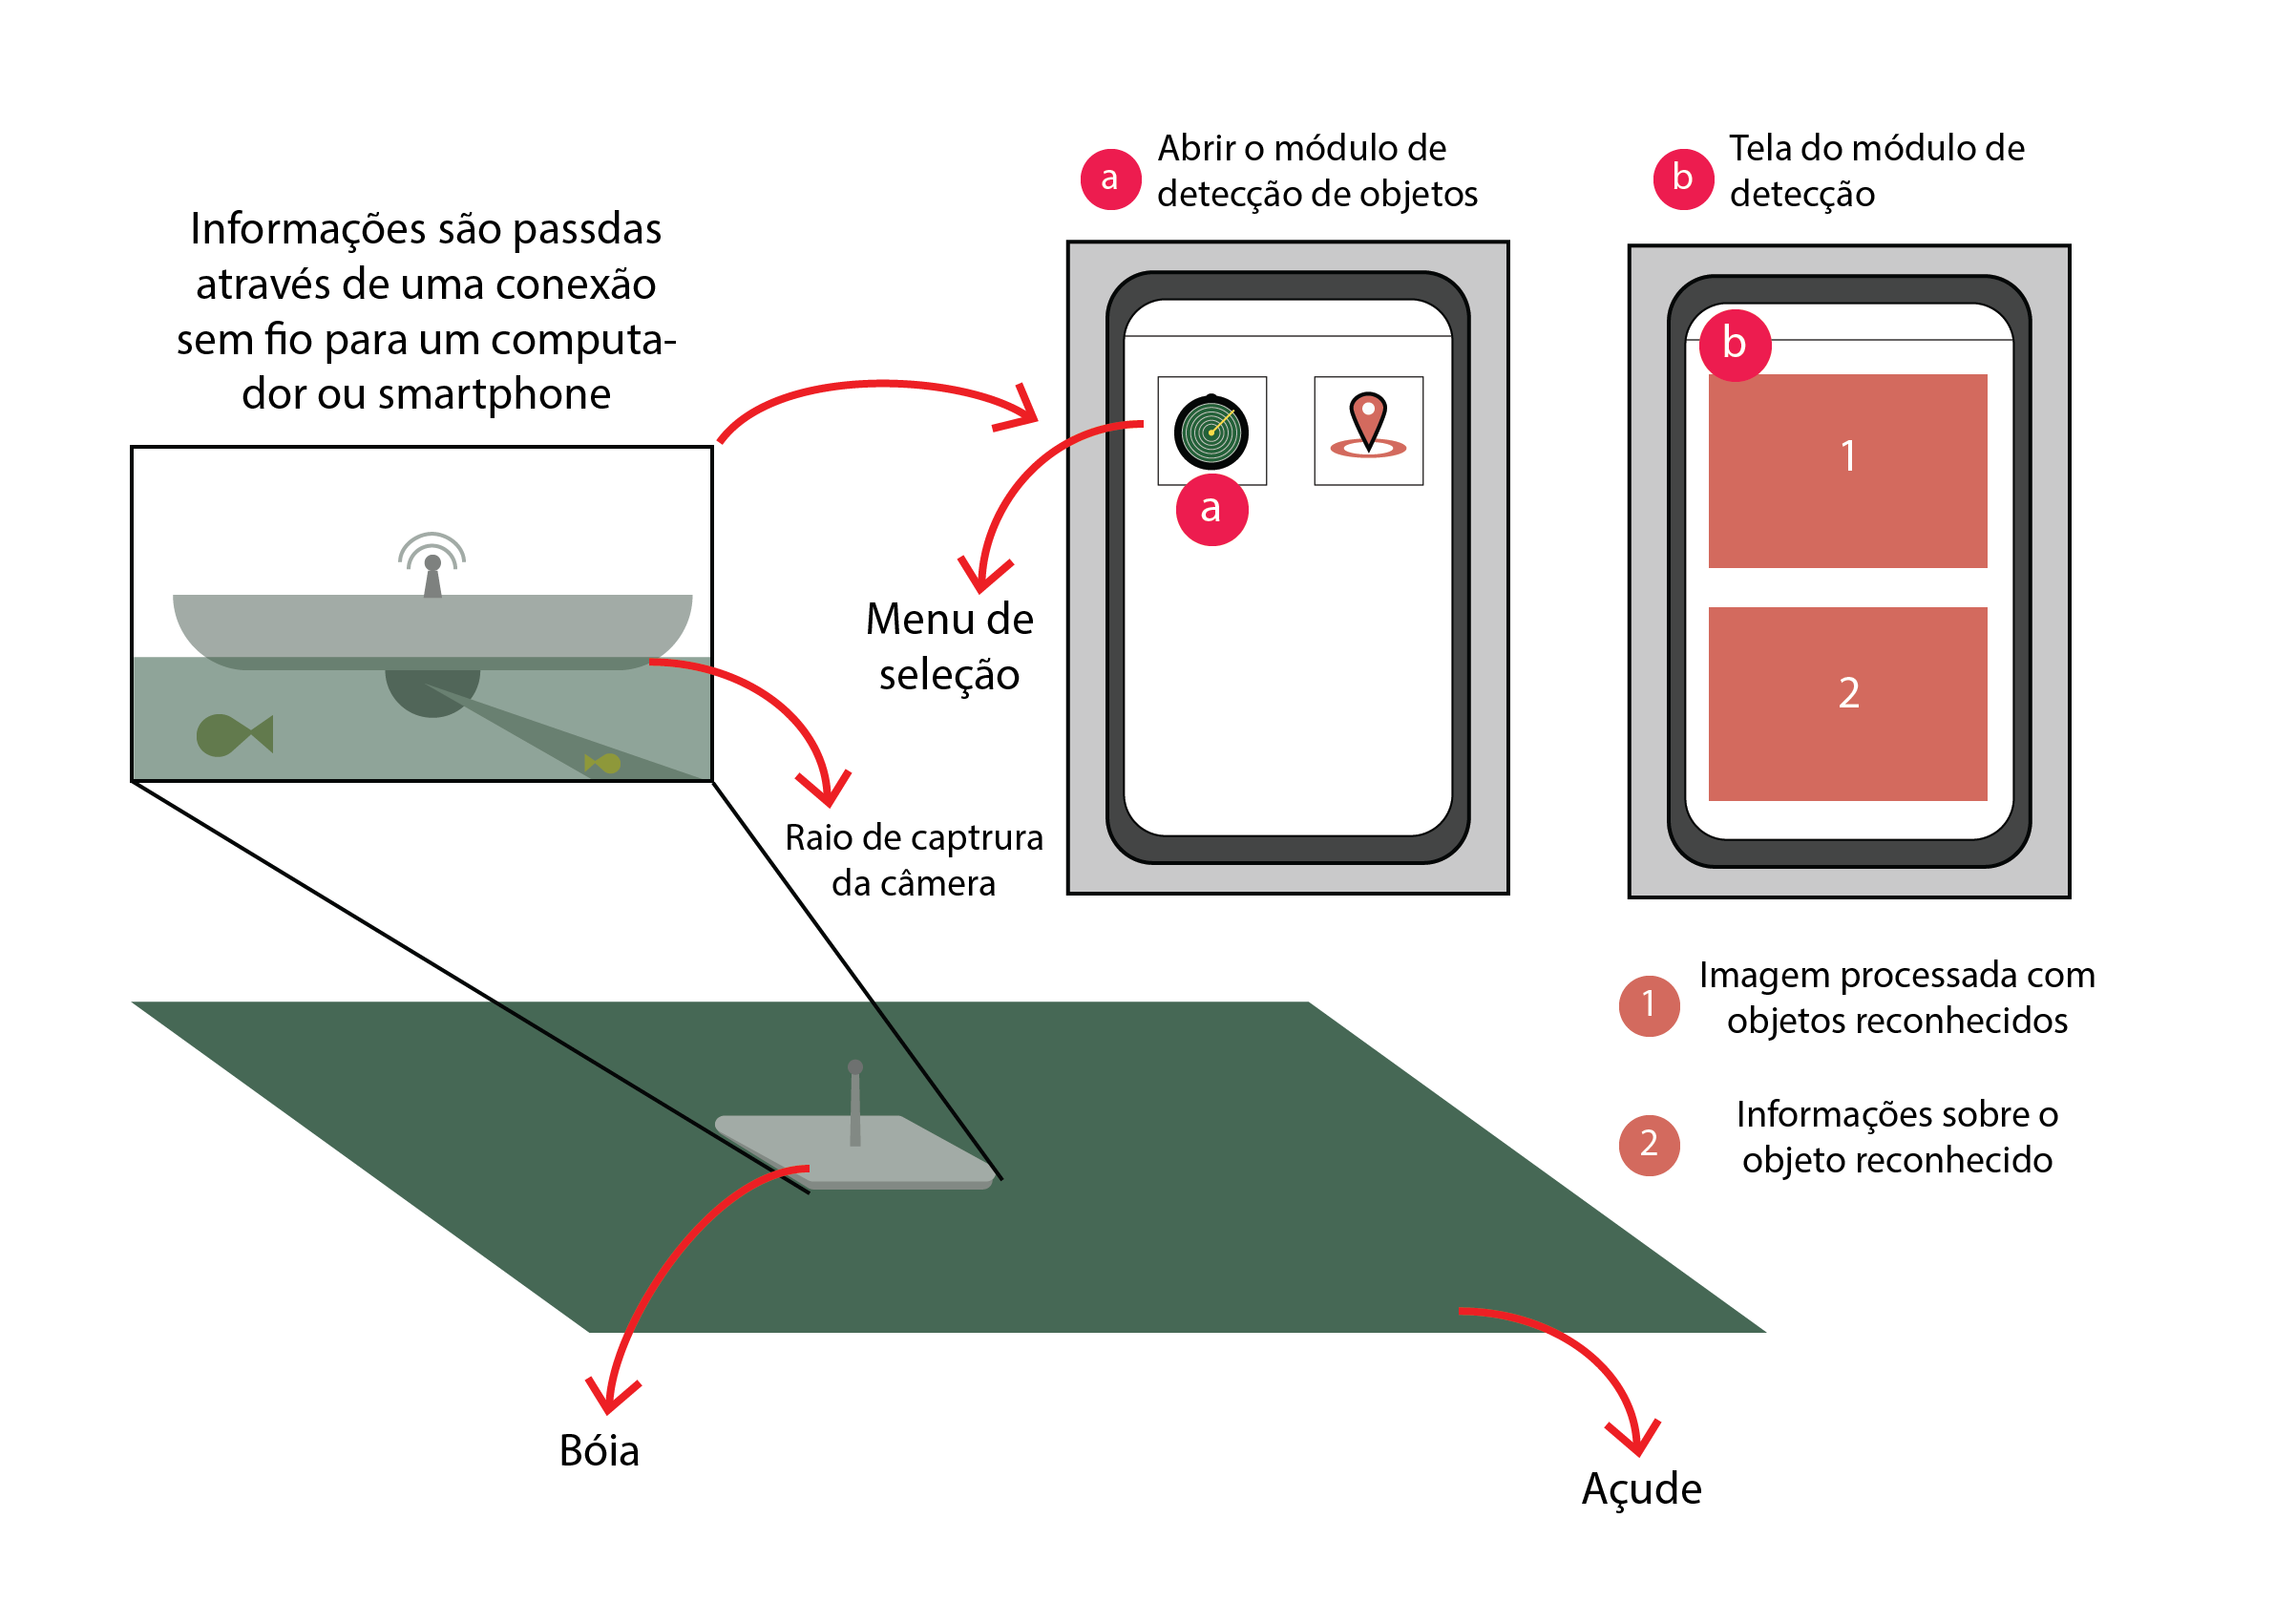 Informações são passdas
através de uma conexão
sem fio para um computa-
dor ou smartphone
a
Abrir o módulo de
detecção de objetos
b
Tela do módulo de
detecção
a
b
1
2
Menu de
seleção
Raio de captrura
da câmera
1
Imagem processada com
objetos reconhecidos
2
Informações sobre o
objeto reconhecido
Bóia
Açude